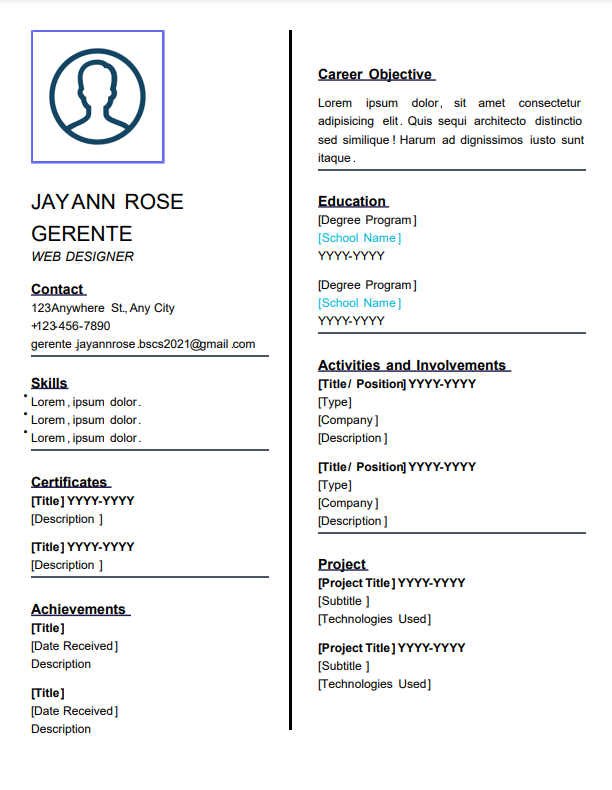 JAYANN ROSE
GERENTE
WEB DESIGNER
Contact
123Anywhere St., Any City
+123-456-7890
gerente.jayannrose.bscs2021@gmail.com
Skills
• Lorem, ipsum dolor.
• Lorem, ipsum dolor.
• Lorem, ipsum dolor.
Certificates
[Title] YYYY-YYYY
[Description]
[Title] YYYY-YYYY
[Description]
Achievements
[Title]
[Date Received]
Description
[Title]
[Date Received]
Description
Career Objective
Lorem ipsum dolor, sit amet consectetur
adipisicing elit. Quis sequi architecto distinctio
sed similique! Harum ad dignissimos iusto sunt
itaque.
Education
[Degree Program]
[School Name]
YYYY-YYYY
[Degree Program]
[School Name]
YYYY-YYYY
Activities and Involvements
[Title/ Position] YYYY-YYYY
[Type]
[Company]
[Description]
[Title/ Position] YYYY-YYYY
[Type]
[Company]
[Description]
Project
[Project Title] YYYY-YYYY
[Subtitle]
[Technologies Used]
[Project Title] YYYY-YYYY
[Subtitle]
[Technologies Used]